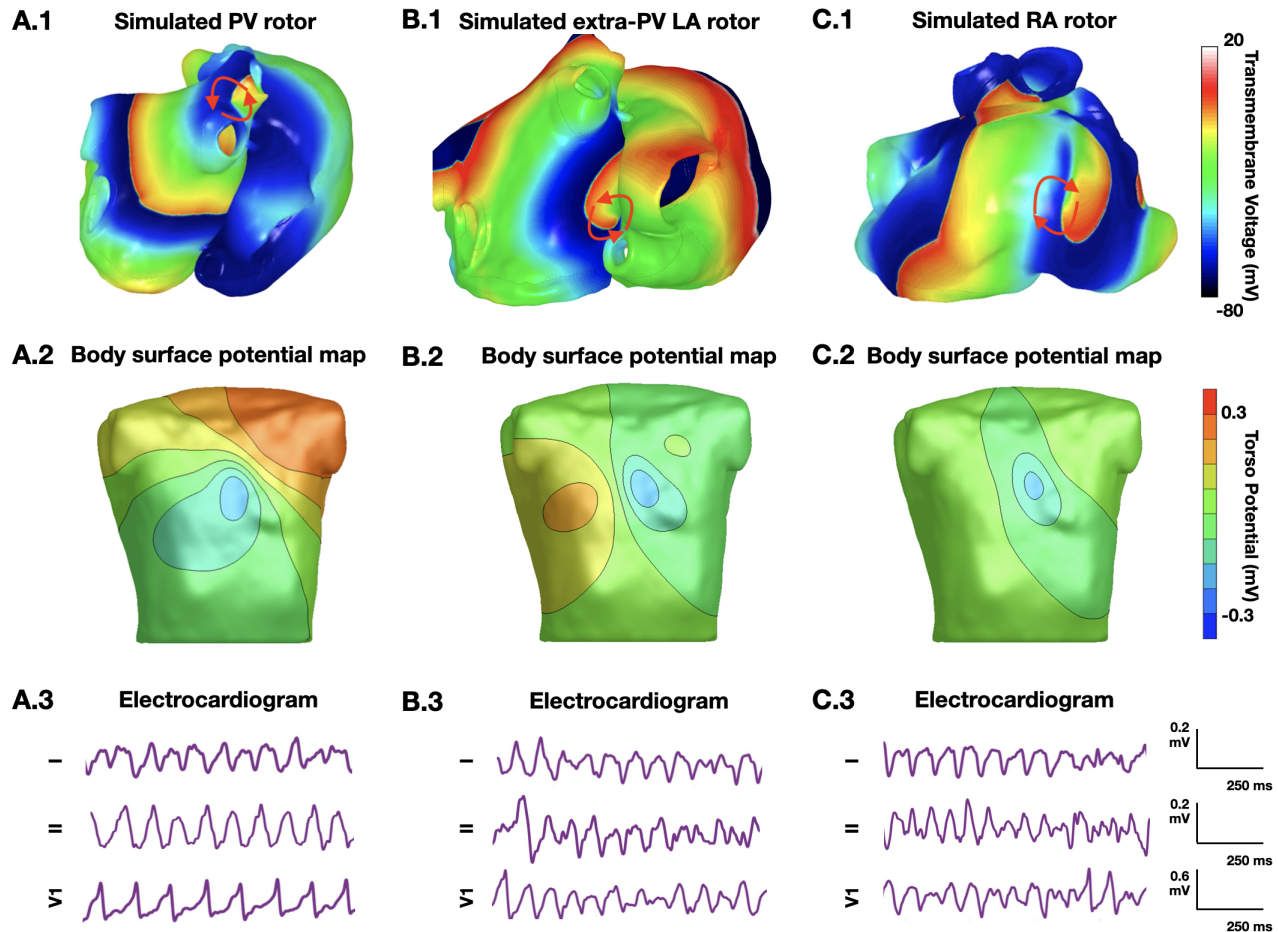 A.1 Simulated PV rotor
B.1 Simulated extra-PV LA rotor
C.1 Simulated RA rotor
20
Transmembrane Voltage (mV)
-80
A.2 Body surface potential map
B.2 Body surface potential map
C.2 Body surface potential map
0.3
Torso Potential (mV)
-0.3
A.3 Electrocardiogram
B.3 Electrocardiogram
C.3 Electrocardiogram
I
I
I
0.2
mV
250 ms
II
II
II
0.2
mV
250 ms
V1
V1
V1
0.6
mV
250 ms